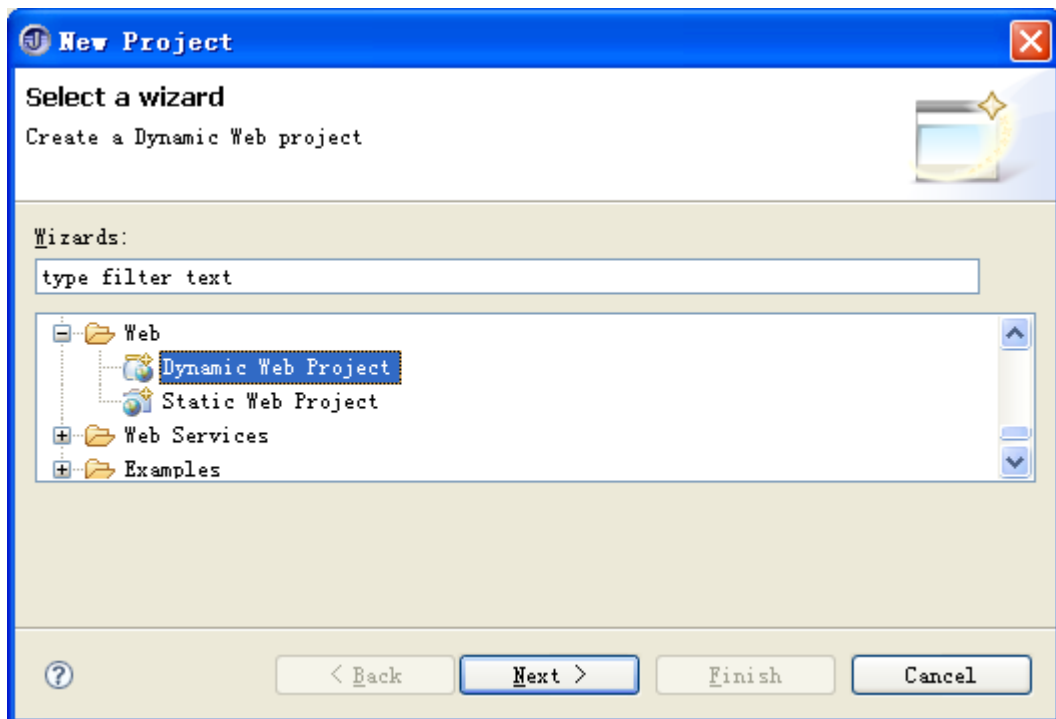 New Project
Select a wizard
Create a Dynamic Web project
Wizards:
type filter text
Web
Dynamic Web Project
Static Web Project
Web Services
Examples
?
< Back
Next >
Finish
Cancel